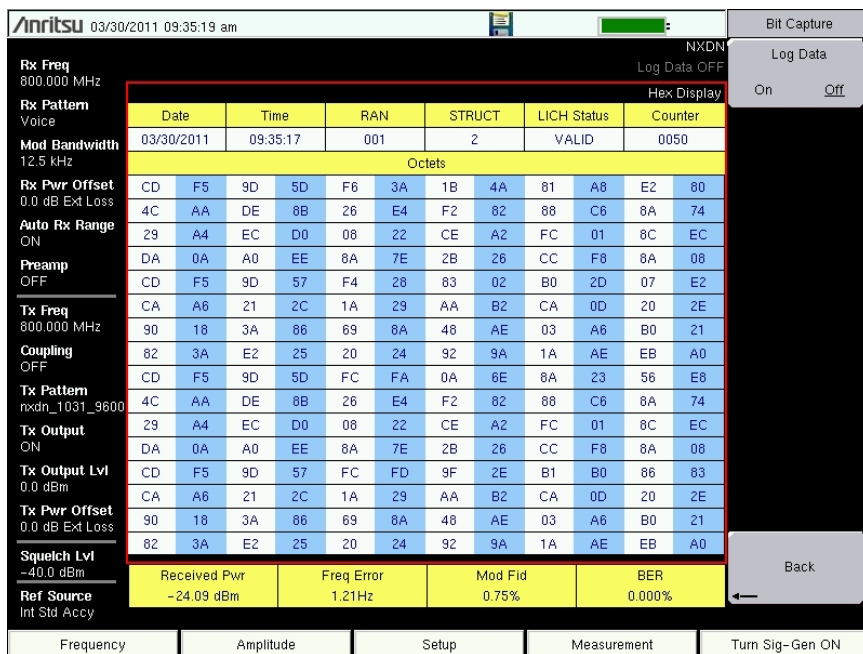 Anritsu 03/30/2011 09:35:19 am
Bit Capture
NXDN
Log Data OFF
Log Data
On Off
Rx Freq
800.000 MHz
Rx Pattern
Voice
Mod Bandwidth
12.5 kHz
Rx Pwr Offset
0.0 dB Ext Loss
Auto Rx Range
ON
Preamp
OFF
Tx Freq
800.000 MHz
Coupling
OFF
Tx Pattern
nxdn_1031_9600
Tx Output
ON
Tx Output Lvl
0.0 dBm
Tx Pwr Offset
0.0 dB Ext Loss
Squelch Lvl
-40.0 dBm
Ref Source
Int Std Accy
Hex Display
Date Time RAN STRUCT LICH Status Counter
03/30/2011 09:35:17 001 2 VALID 0050
Octets
CD F5 9D 5D F6 3A 1B 4A 81 A8 E2 80
4C AA DE 8B 26 E4 F2 82 88 C6 8A 74
29 A4 EC D0 08 22 CE A2 FC 01 8C EC
DA 0A A0 EE 8A 7E 2B 26 CC F8 8A 08
CD F5 9D 57 F4 28 83 02 B0 2D 07 E2
CA A6 21 2C 1A 29 AA B2 CA 0D 20 2E
90 18 3A 86 69 8A 48 AE 03 A6 B0 21
82 3A E2 25 20 24 92 9A 1A AE EB A0
CD F5 9D 5D FC FA 0A 6E 8A 23 56 E8
4C AA DE 8B 26 E4 F2 82 88 C6 8A 74
29 A4 EC D0 08 22 CE A2 FC 01 8C EC
DA 0A A0 EE 8A 7E 2B 26 CC F8 8A 08
CD F5 9D 57 FC FD 9F 2E B1 B0 86 83
CA A6 21 2C 1A 29 AA B2 CA 0D 20 2E
90 18 3A 86 69 8A 48 AE 03 A6 B0 21
82 3A E2 25 20 24 92 9A 1A AE EB A0
Received Pwr Freq Error Mod Fid BER
-24.09 dBm 1.21Hz 0.75% 0.000%
Back
Frequency Amplitude Setup Measurement Turn Sig-Gen ON